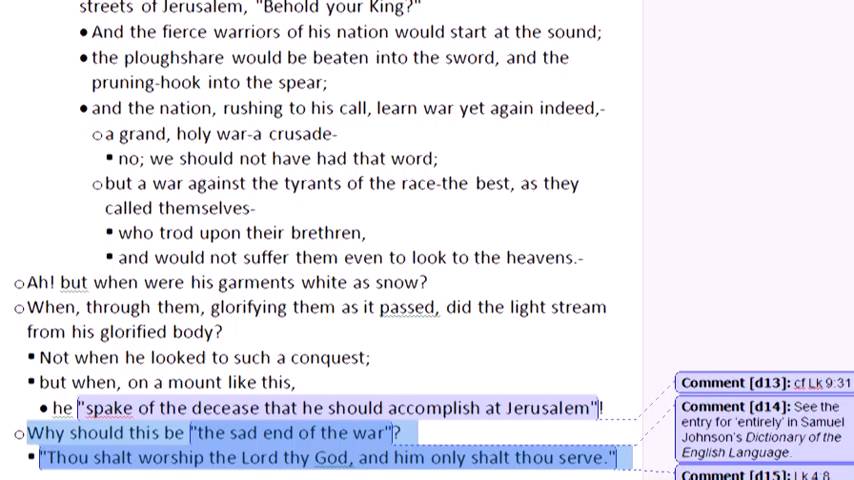 streets of Jerusalem, "Behold your King?"
● And the fierce warriors of his nation would start at the sound;
● the ploughshare would be beaten into the sword, and the
pruning-hook into the spear;
● and the nation, rushing to his call, learn war yet again indeed,-
○ a grand, holy war-a crusade-
▪ no; we should not have had that word;
○ but a war against the tyrants of the race-the best, as they
called themselves-
▪ who trod upon their brethren,
▪ and would not suffer them even to look to the heavens.-
○ Ah! but when were his garments white as snow?
○ When, through them, glorifying them as it passed, did the light stream
from his glorified body?
▪ Not when he looked to such a conquest;
▪ but when, on a mount like this,
● he "spake of the decease that he should accomplish at Jerusalem"!
○ Why should this be "the sad end of the war"?
▪ "Thou shalt worship the Lord thy God, and him only shalt thou serve."
Comment [d13]: cf Lk 9:31
Comment [d14]: See the
entry for 'entirely' in Samuel
Johnson's Dictionary of the
English Language.
Comment [d15]: Lk 4:8